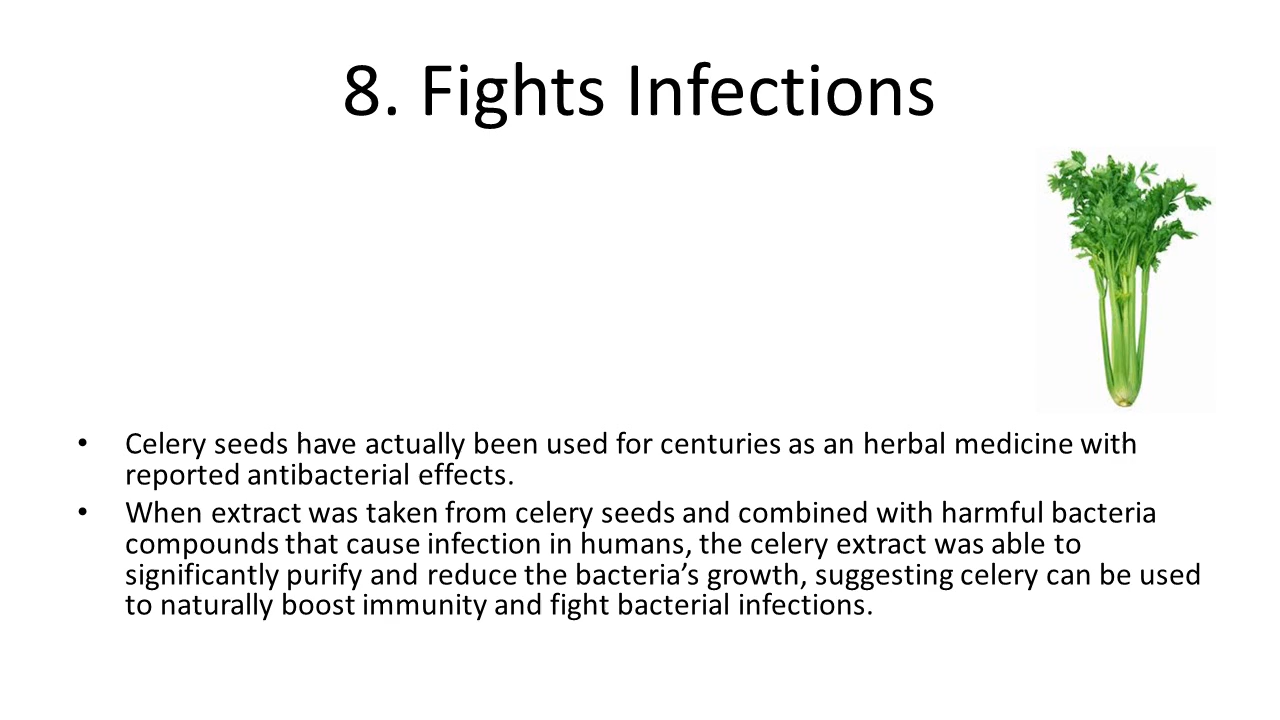 8. Fights Infections
• Celery seeds have actually been used for centuries as an herbal medicine with
reported antibacterial effects.
• When extract was taken from celery seeds and combined with harmful bacteria
compounds that cause infection in humans, the celery extract was able to
significantly purify and reduce the bacteria’s growth, suggesting celery can be used
to naturally boost immunity and fight bacterial infections.